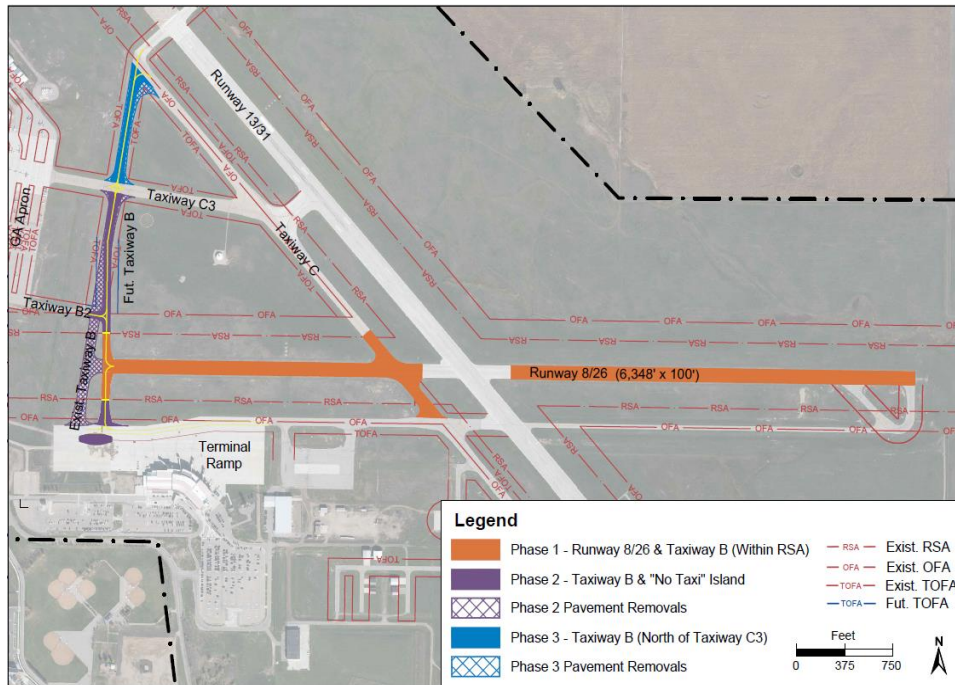 Runway 13/31
Taxiway C3
Taxiway C
GA Apron
Fut. Taxiway B
Taxiway B2
Exist. Taxiway B
Runway 8/26 (6,348' x 100')
Terminal
Ramp
OFA
RSA
TOFA
Legend
Phase 1 - Runway 8/26 & Taxiway B (Within RSA)
Phase 2 - Taxiway B & "No Taxi" Island
Phase 2 Pavement Removals
Phase 3 - Taxiway B (North of Taxiway C3)
Phase 3 Pavement Removals
RSA Exist. RSA
OFA Exist. OFA
TOFA Exist. TOFA
TOFA Fut. TOFA
Feet
0 375 750
N